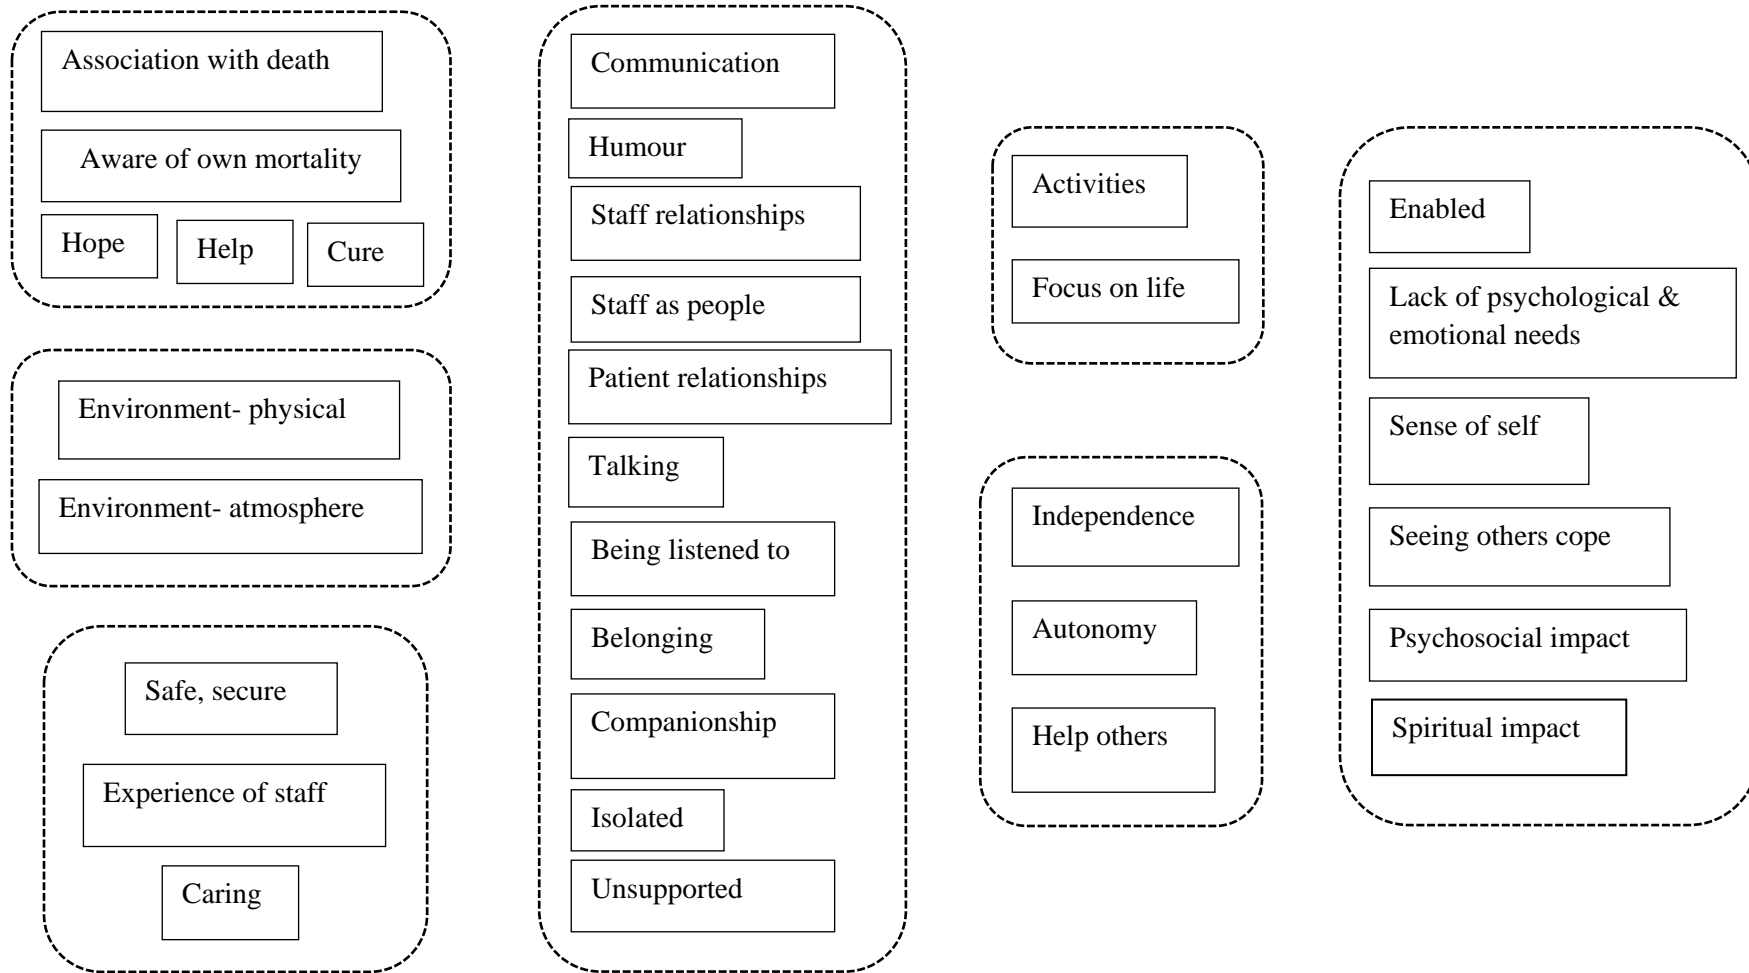 Association with death
Aware of own mortality
Hope
Help
Cure
Environment- physical
Environment- atmosphere
Safe, secure
Experience of staff
Caring
Communication
Humour
Staff relationships
Staff as people
Patient relationships
Talking
Being listened to
Belonging
Companionship
Isolated
Unsupported
Activities
Focus on life
Independence
Autonomy
Help others
Enabled
Lack of psychological &
emotional needs
Sense of self
Seeing others cope
Psychosocial impact
Spiritual impact